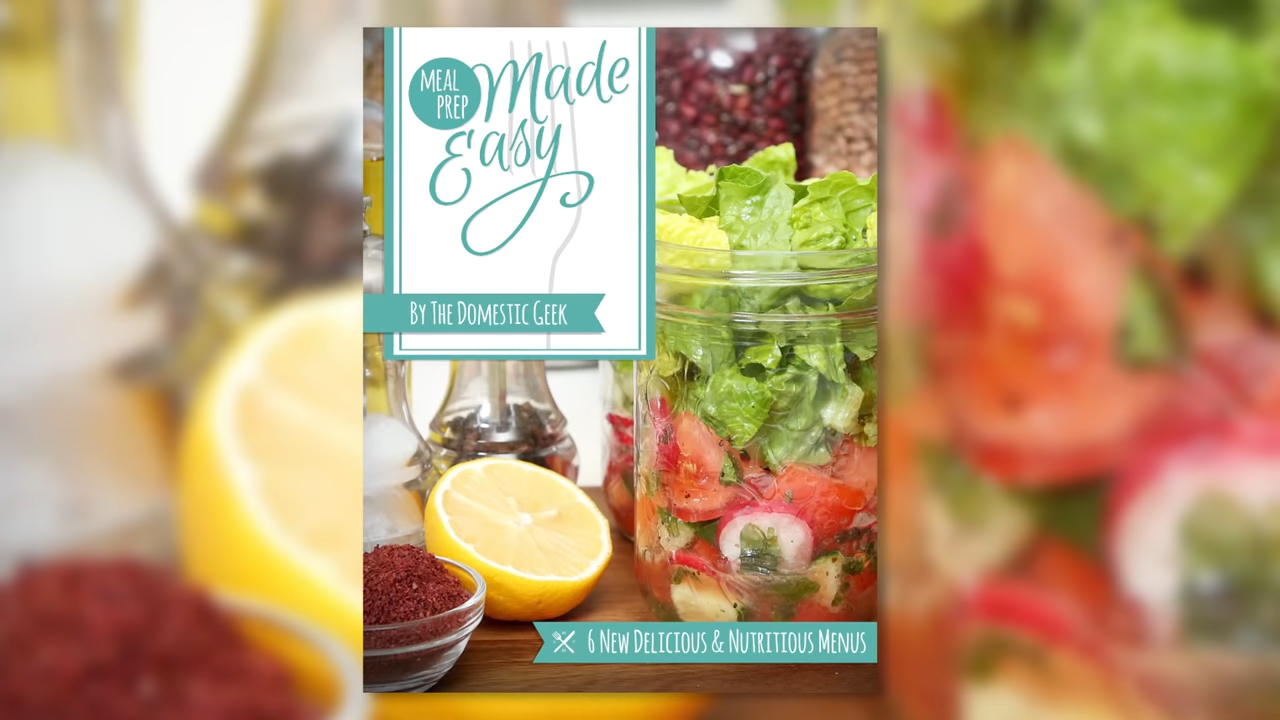 MEAL
PREP
Made
Easy
BY THE DOMESTIC GEEK
6 NEW DELICIOUS & NUTRITIOUS MENUS